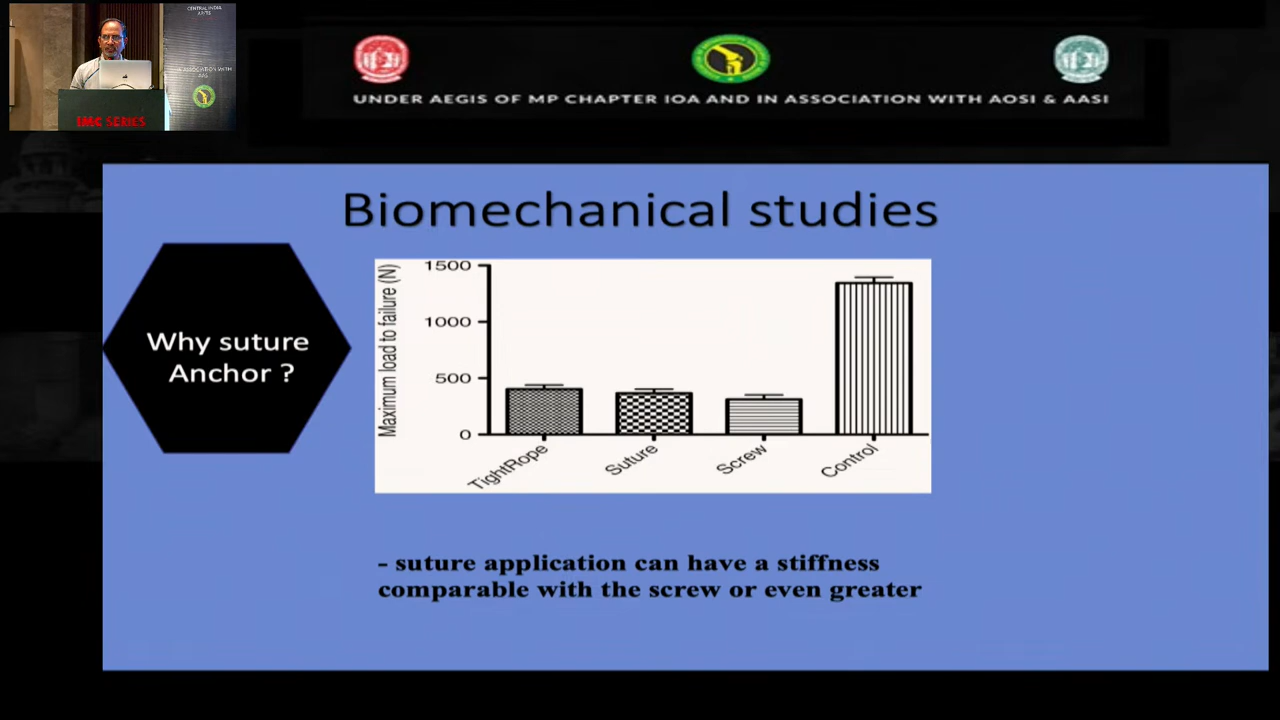 CENTRAL INDIA
IMC SERIES
UNDER AEGIS OF MP CHAPTER IOA AND IN ASSOCIATION WITH AOSI & AASI
Biomechanical studies
Why suture
Anchor ?
Maximum load to failure (N)
1500
1000
500
0
TightRope
Suture
Screw
Control
- suture application can have a stiffness
comparable with the screw or even greater